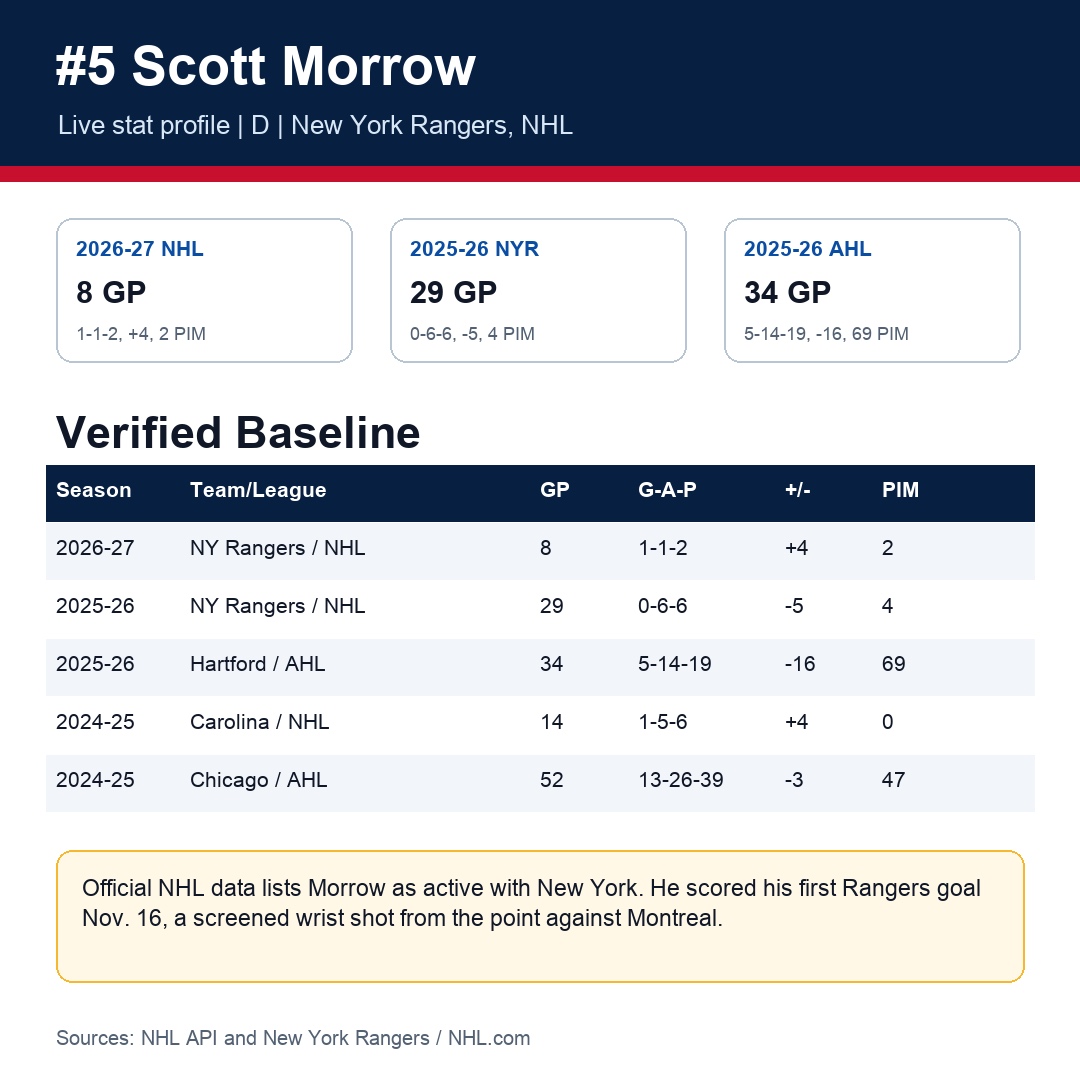 #5 Scott Morrow
Live stat profile | D | New York Rangers, NHL
2026-27 NHL
8 GP
1-1-2, +4, 2 PIM
2025-26 NYR
29 GP
0-6-6, -5, 4 PIM
2025-26 AHL
34 GP
5-14-19, -16, 69 PIM
Verified Baseline
Season Team/League GP G-A-P +/- PIM
2026-27 NY Rangers / NHL 8 1-1-2 +4 2
2025-26 NY Rangers / NHL 29 0-6-6 -5 4
2025-26 Hartford / AHL 34 5-14-19 -16 69
2024-25 Carolina / NHL 14 1-5-6 +4 0
2024-25 Chicago / AHL 52 13-26-39 -3 47
Official NHL data lists Morrow as active with New York. He scored his first Rangers goal
Nov. 16, a screened wrist shot from the point against Montreal.
Sources: NHL API and New York Rangers / NHL.com